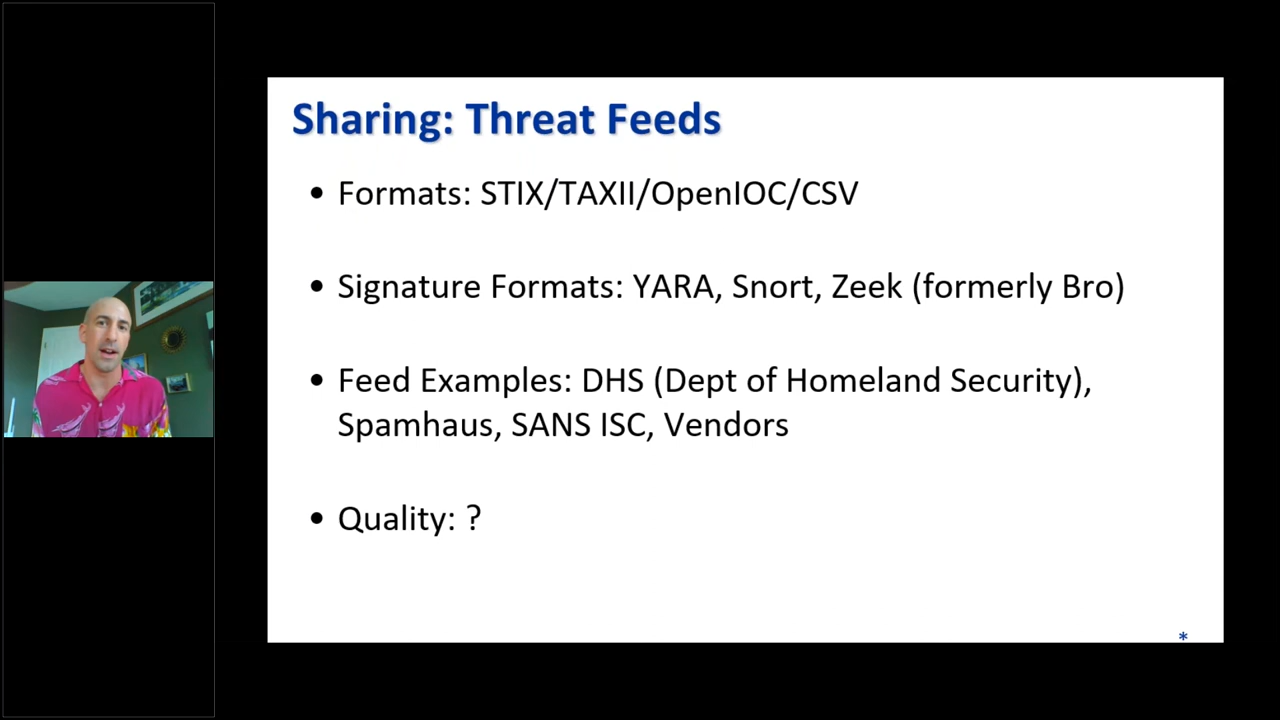 Sharing: Threat Feeds
• Formats: STIX/TAXII/OpenIOC/CSV
• Signature Formats: YARA, Snort, Zeek (formerly Bro)
• Feed Examples: DHS (Dept of Homeland Security),
Spamhaus, SANS ISC, Vendors
• Quality: ?
*